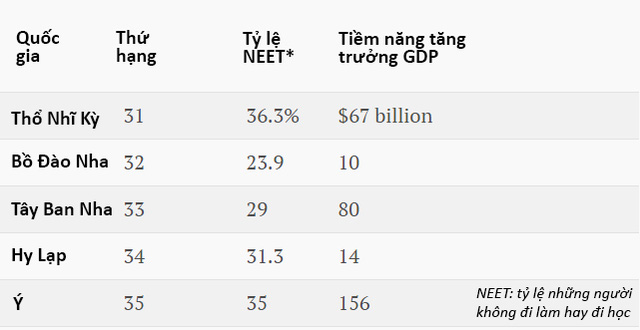 Quốc gia Thứ hạng Tỷ lệ NEET* Tiềm năng tăng trưởng GDP
Thổ Nhĩ Kỳ 31 36.3% $67 billion
Bồ Đào Nha 32 23.9 10
Tây Ban Nha 33 29 80
Hy Lạp 34 31.3 14
Ý 35 35 156
NEET: tỷ lệ những người
không đi làm hay đi học